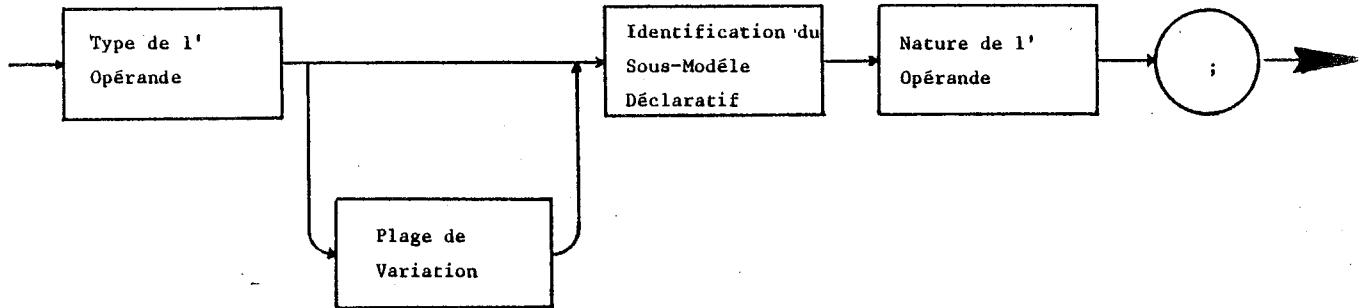 Type de l'
Opérande
Identification du
Sous-Modéle
Déclaratif
Nature de l'
Opérande
;
Plage de
Variation